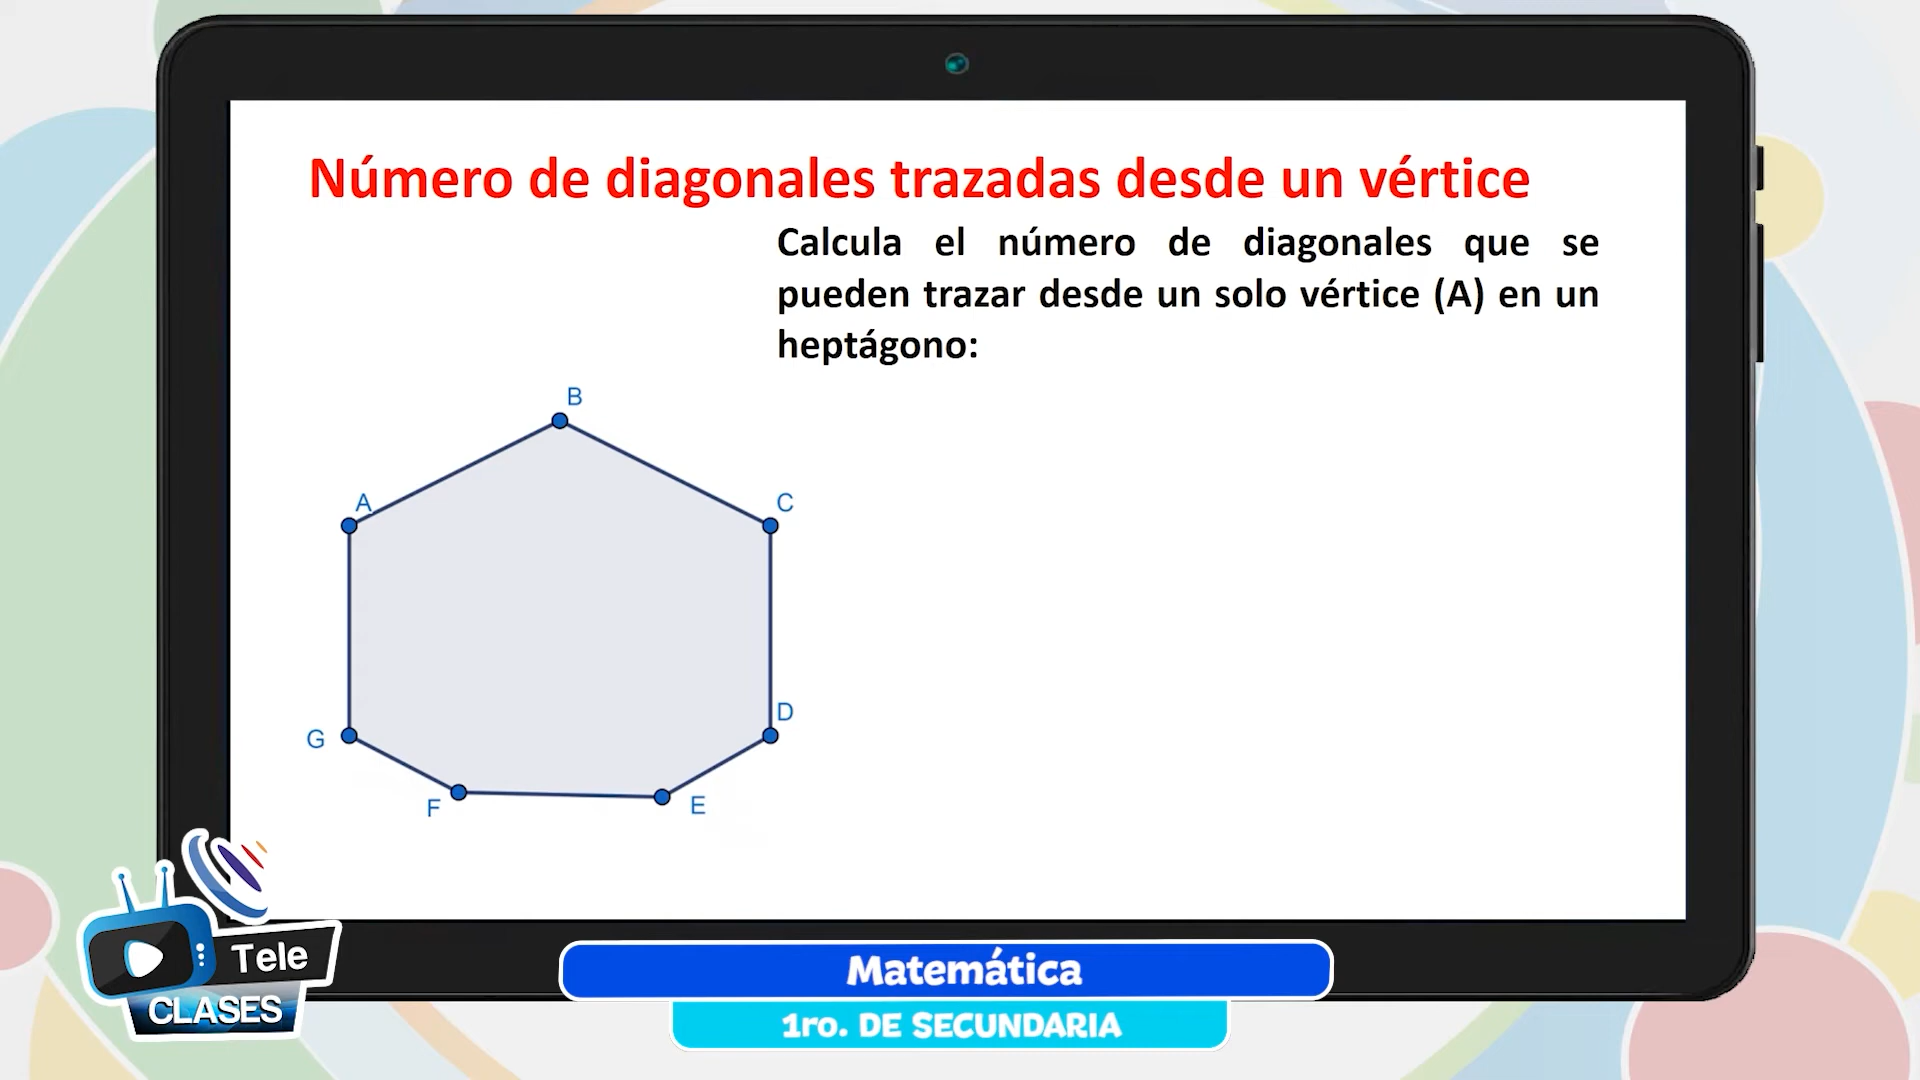 Número de diagonales trazadas desde un vértice
Calcula el número de diagonales que se
pueden trazar desde un solo vértice (A) en un
heptágono:
B
A
C
D
G
F
E
Tele
CLASES
Matemática
1ro. DE SECUNDARIA